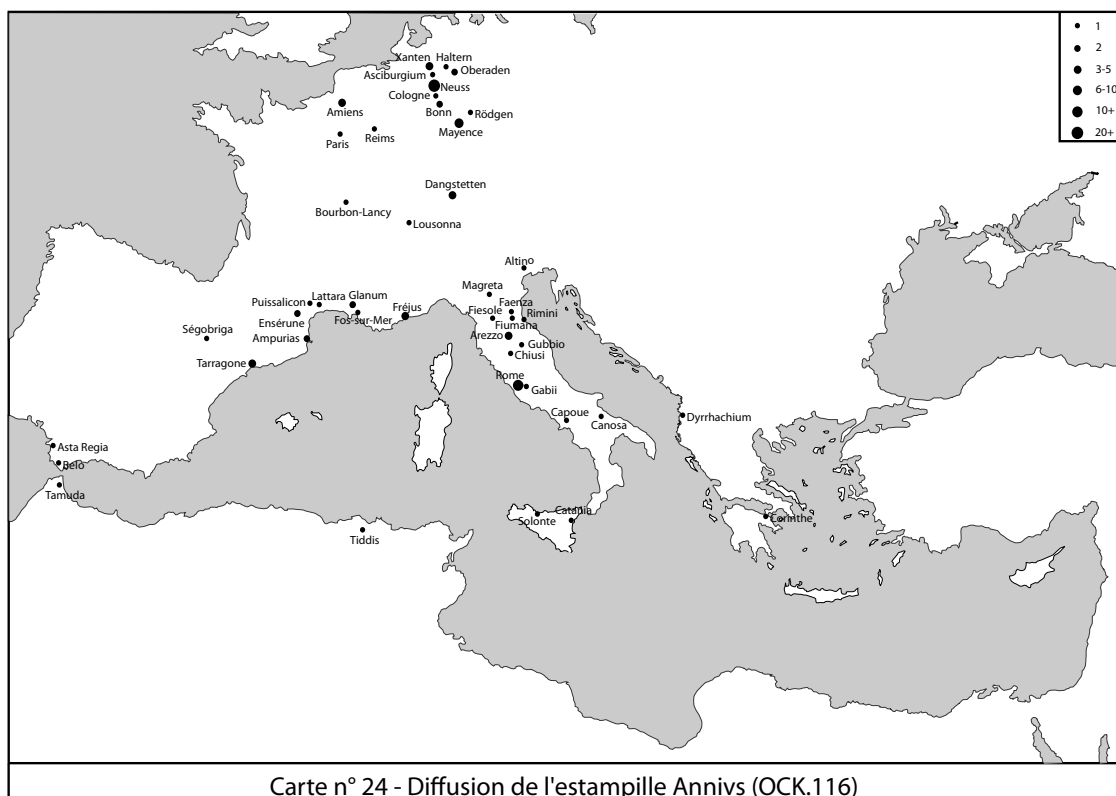 1
2
3-5
6-10
10+
20+
Xanten
Haltern
Asciburgium
Oberaden
Neuss
Cologne
Bonn
Rödgen
Amiens
Mayence
Paris
Reims
Dangstetten
Bourbon-Lancy
Lousonna
Altino
Magreta
Puissalicon
Lattara
Glanum
Fréjus
Fiesole
Faenza
Rimini
Ensérune
Fos-sur-Mer
Fiumana
Ségobriga
Ampurias
Arezzo
Gubbio
Chiusi
Tarragone
Rome
Gabii
Capoue
Canosa
Dyrrhachium
Asta Regia
Belo
Tamuda
Solonte
Catania
Corinthe
Tiddis
Carte n° 24 - Diffusion de l'estampille Annivs (OCK.116)